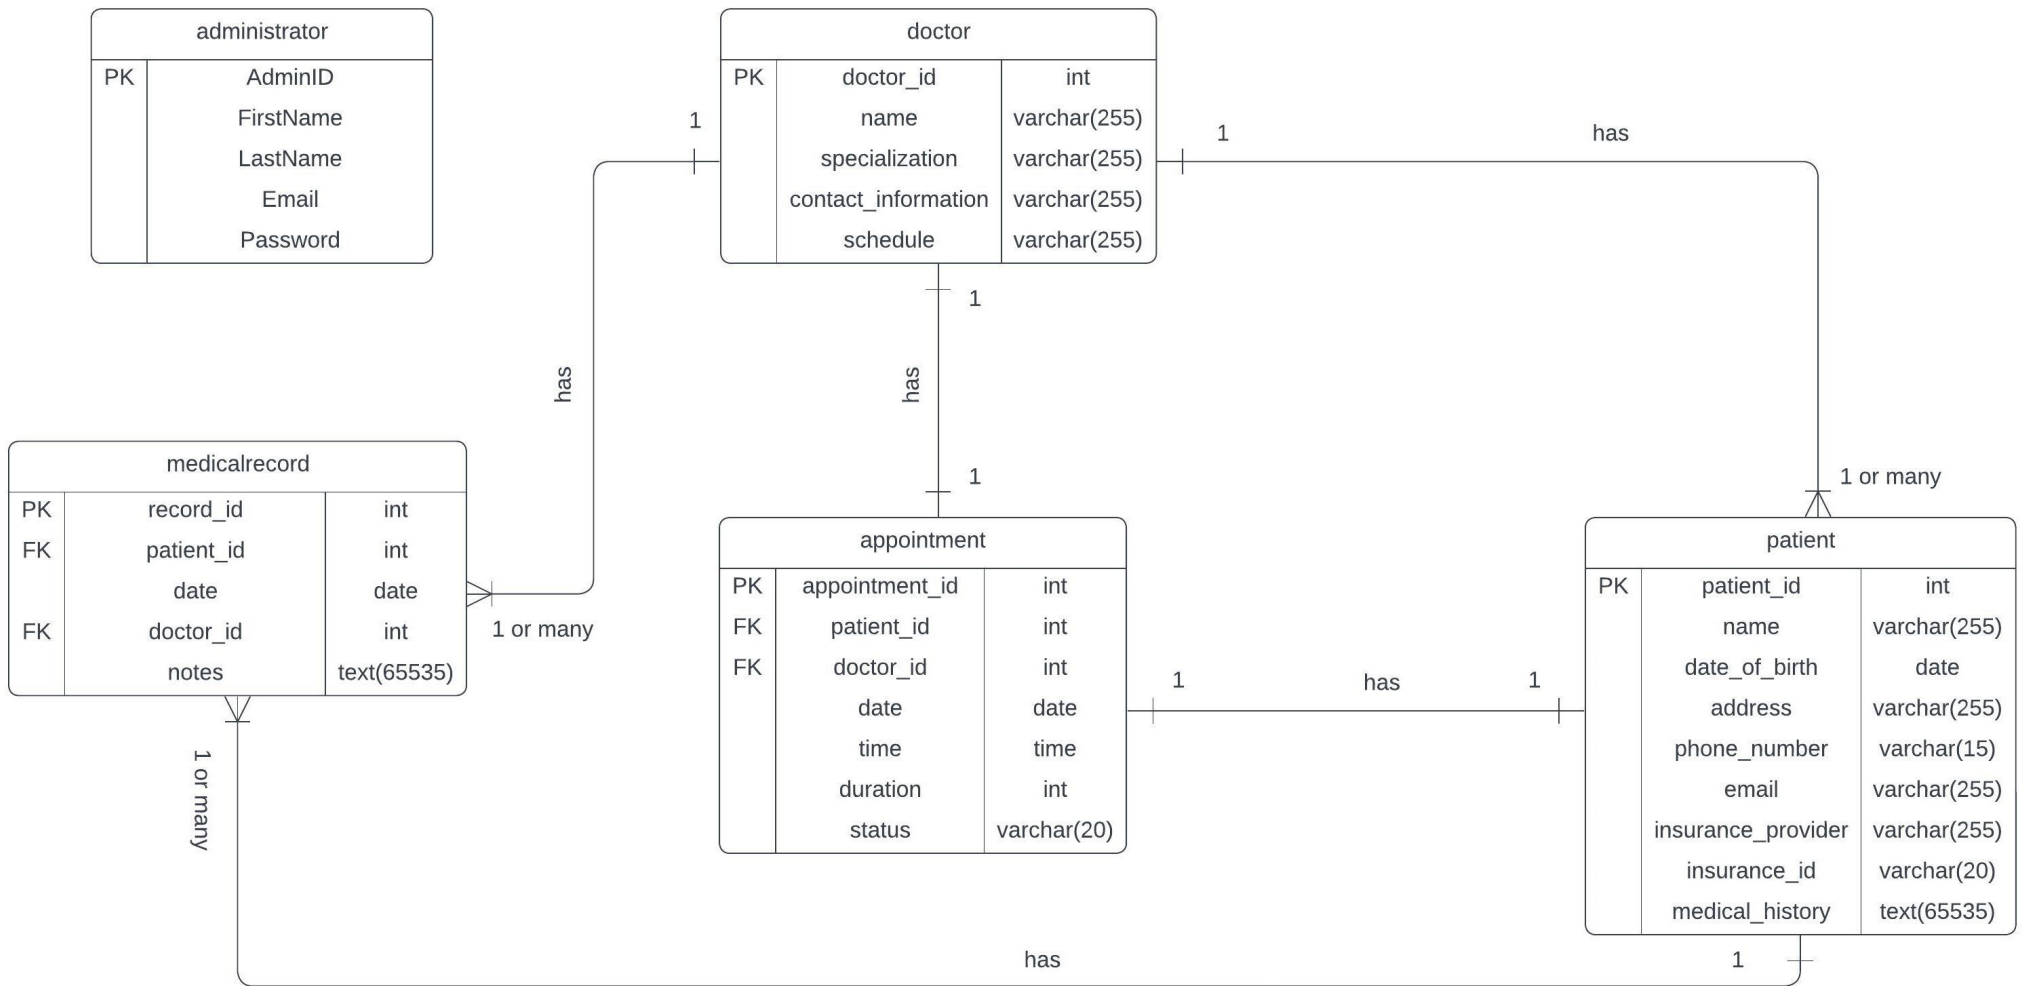 administrator
PK AdminID
FirstName
LastName
Email
Password
doctor
PK doctor_id int
name varchar(255)
specialization varchar(255)
contact_information varchar(255)
schedule varchar(255)
1
1
has
1
has
has
1
1 or many
medicalrecord
PK record_id int
FK patient_id int
date date
FK doctor_id int
notes text(65535)
1 or many
1 or many
appointment
PK appointment_id int
FK patient_id int
FK doctor_id int
date date
time time
duration int
status varchar(20)
1
has
1
patient
PK patient_id int
name varchar(255)
date_of_birth date
address varchar(255)
phone_number varchar(15)
email varchar(255)
insurance_provider varchar(255)
insurance_id varchar(20)
medical_history text(65535)
has
1